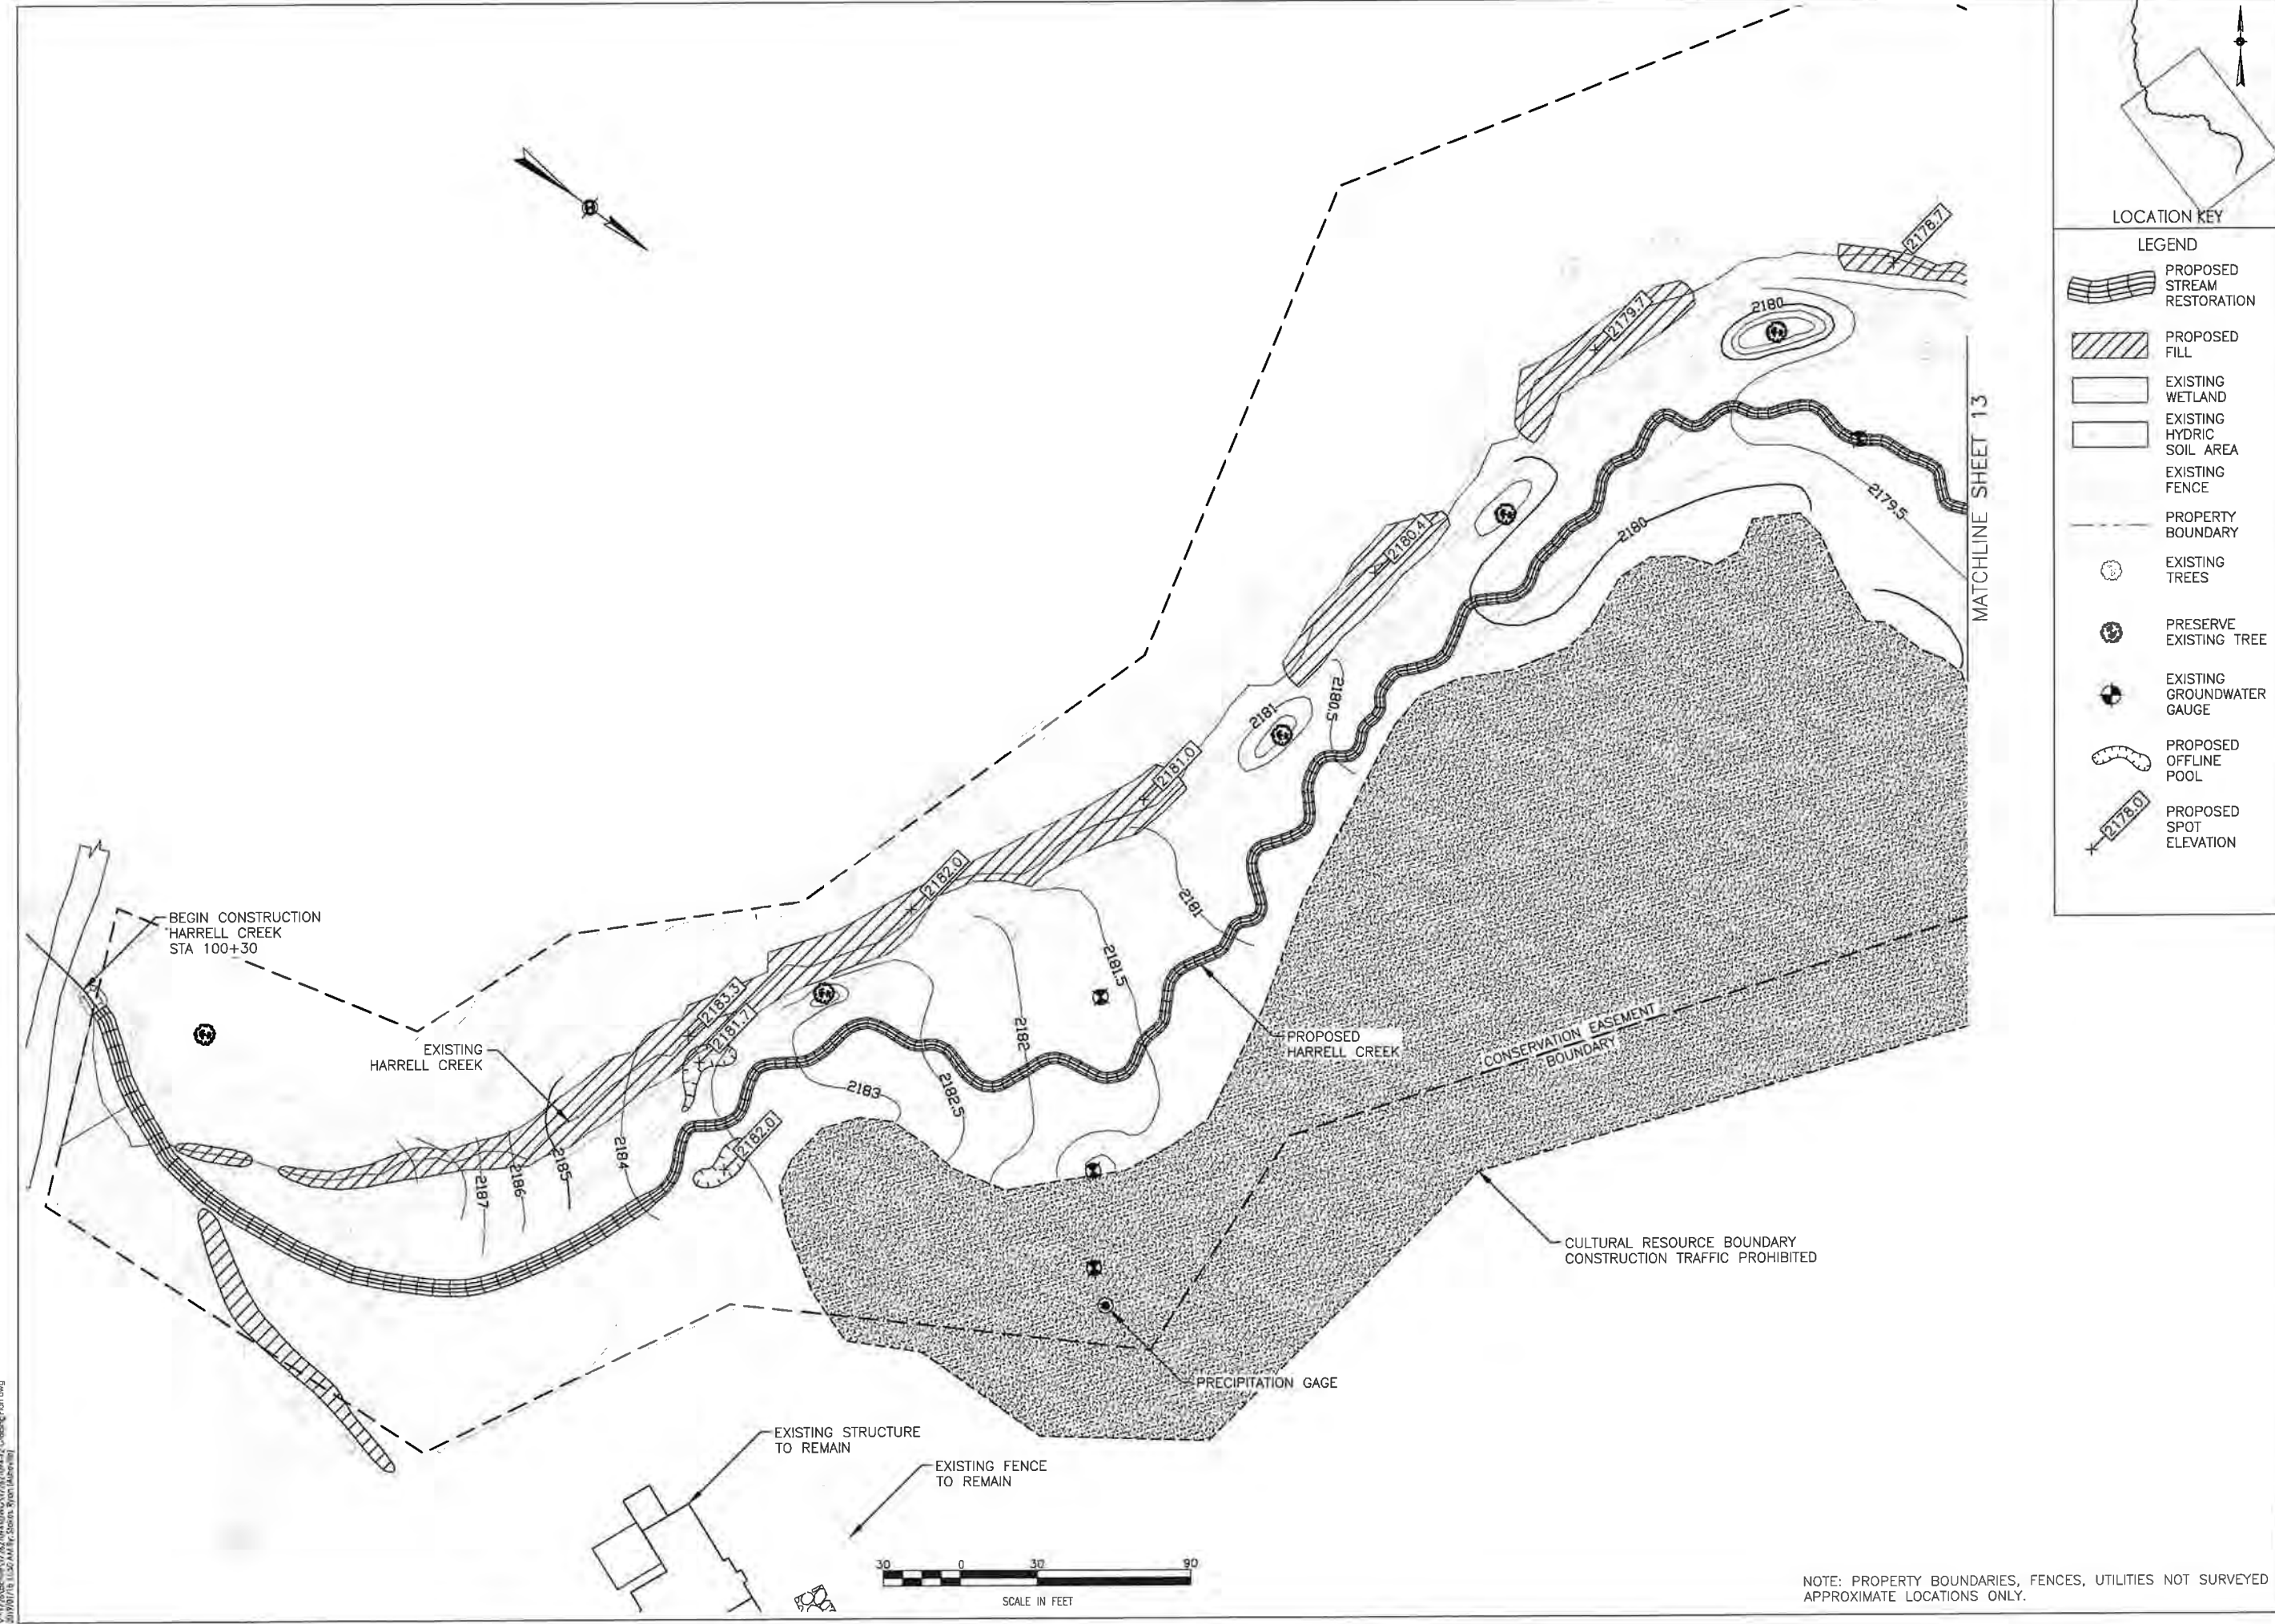 LOCATION KEY
LEGEND
PROPOSED
STREAM
RESTORATION
PROPOSED
FILL
EXISTING
WETLAND
EXISTING
HYDRIC
SOIL AREA
EXISTING
FENCE
PROPERTY
BOUNDARY
EXISTING
TREES
PRESERVE
EXISTING TREE
EXISTING
GROUNDWATER
GAUGE
PROPOSED
OFFLINE
POOL
2178.0
PROPOSED
SPOT
ELEVATION
2178.7
2179.7
2180
2180.4
2180
2179.5
MATCHLINE SHEET 13
2181
2180.5
2181.0
2182.0
2181
2181.5
2182
2183.3
2181.7
2183
2182.5
2182.0
2184
2185
2186
2187
BEGIN CONSTRUCTION
HARRELL CREEK
STA 100+30
EXISTING
HARRELL CREEK
PROPOSED
HARRELL CREEK
CONSERVATION EASEMENT
BOUNDARY
CULTURAL RESOURCE BOUNDARY
CONSTRUCTION TRAFFIC PROHIBITED
PRECIPITATION GAGE
EXISTING STRUCTURE
TO REMAIN
EXISTING FENCE
TO REMAIN
30 0 30 90
SCALE IN FEET
NOTE: PROPERTY BOUNDARIES, FENCES, UTILITIES NOT SURVEYED
APPROXIMATE LOCATIONS ONLY.